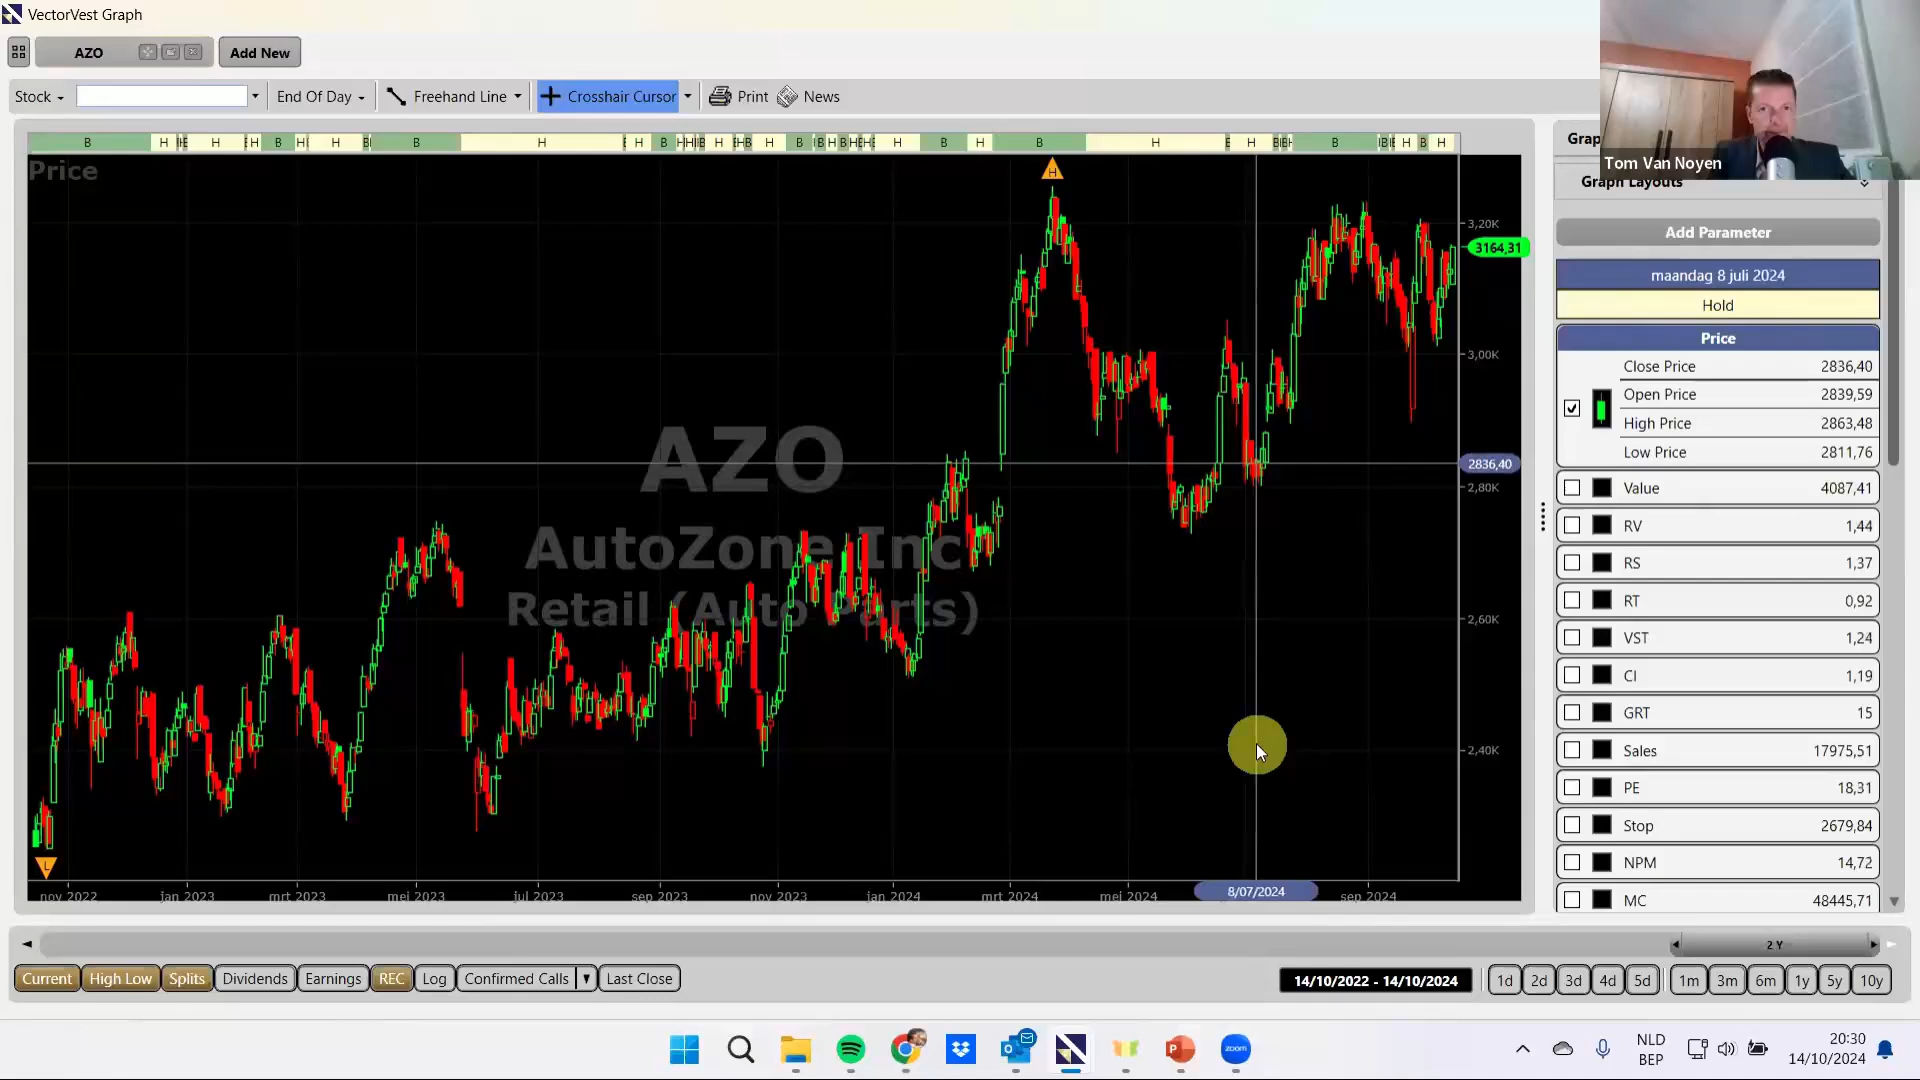 VectorVest Graph
AZO
Add New
Stock
End Of Day
Freehand Line
Crosshair Cursor
Print
News
Tom Van Noyen
B H H B H B H H B H H B B H H B H B H H B H B H
Price
H
L
AZO
AutoZone Inc
Retail (Auto Parts)
3,20K
3164,31
3,00K
2836,40
2,80K
2,60K
2,40K
nov 2022
jan 2023
mrt 2023
mei 2023
jul 2023
sep 2023
nov 2023
jan 2024
mrt 2024
mei 2024
8/07/2024
sep 2024
Graph Layouts
Add Parameter
maandag 8 juli 2024
Hold
Price
Close Price 2836,40
Open Price 2839,59
High Price 2863,48
Low Price 2811,76
Value 4087,41
RV 1,44
RS 1,37
RT 0,92
VST 1,24
CI 1,19
GRT 15
Sales 17975,51
PE 18,31
Stop 2679,84
NPM 14,72
MC 48445,71
2 Y
Current
High Low
Splits
Dividends
Earnings
REC
Log
Confirmed Calls
Last Close
14/10/2022 - 14/10/2024
1d 2d 3d 4d 5d 1m 3m 6m 1y 5y 10y
zoom
NLD
BEP
20:30
14/10/2024